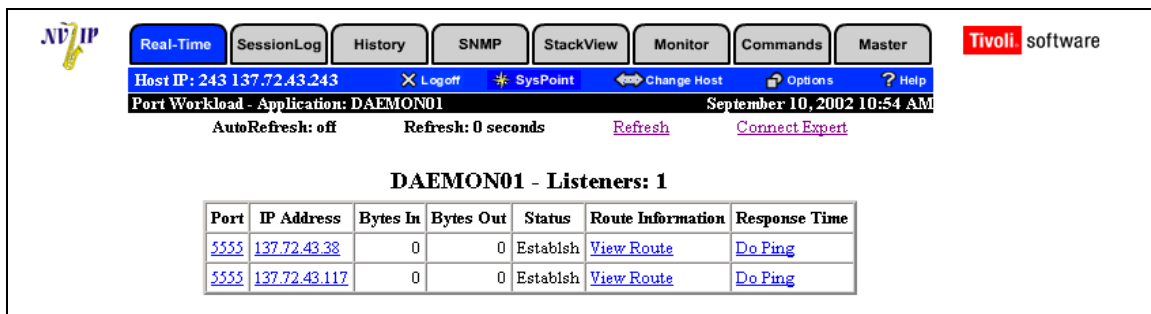 NV IP
Real-Time SessionLog History SNMP StackView Monitor Commands Master
Tivoli. software
Host IP: 243 137.72.43.243 Logoff SysPoint Change Host Options ? Help
Port Workload - Application: DAEMON01 September 10, 2002 10:54 AM
AutoRefresh: off Refresh: 0 seconds Refresh Connect Expert
DAEMON01 - Listeners: 1
Port IP Address Bytes In Bytes Out Status Route Information Response Time
5555 137.72.43.38 0 0 Establsh View Route Do Ping
5555 137.72.43.117 0 0 Establsh View Route Do Ping